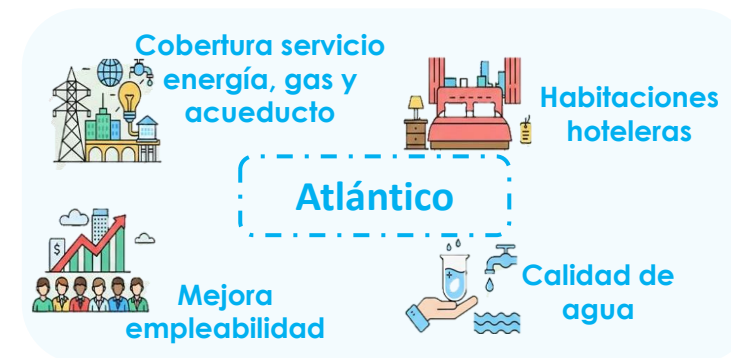 Cobertura servicio
energía, gas y
acueducto
Habitaciones
hoteleras
Atlántico
$
Mejora
empleabilidad
Calidad de
agua